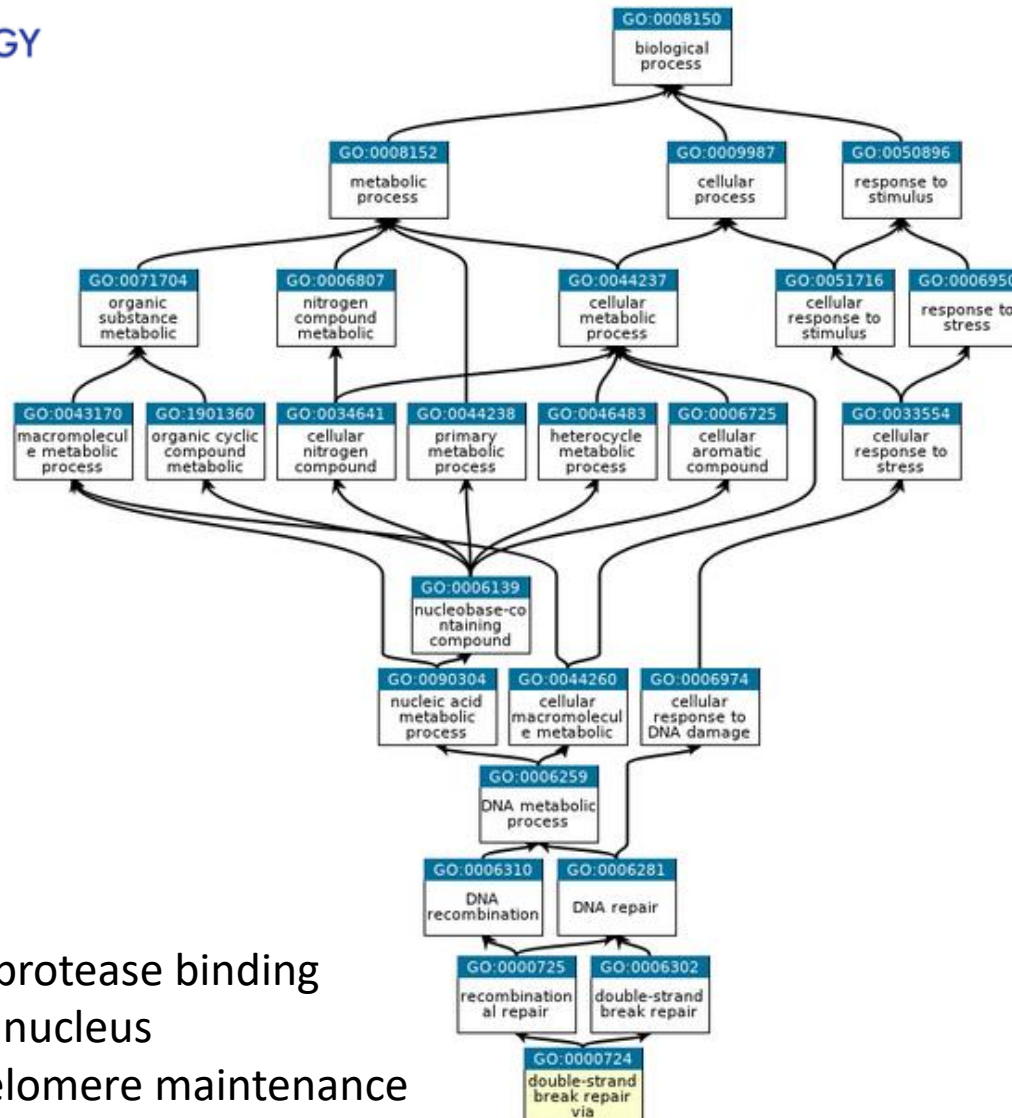 GY
GO:0008150
biological
process
GO:0008152
metabolic
process
GO:0009987
cellular
process
GO:0050896
response to
stimulus
GO:0071704
organic
substance
metabolic
GO:0006807
nitrogen
compound
metabolic
GO:0044237
cellular
metabolic
process
GO:0051716
cellular
response to
stimulus
GO:0006950
response to
stress
GO:0043170
macromolecul
e metabolic
process
GO:1901360
organic cyclic
compound
metabolic
GO:0034641
cellular
nitrogen
compound
GO:0044238
primary
metabolic
process
GO:0046483
heterocycle
metabolic
process
GO:0006725
cellular
aromatic
compound
GO:0033554
cellular
response to
stress
GO:0006139
nucleobase-co
ntaining
compound
GO:0090304
nucleic acid
metabolic
process
GO:0044260
cellular
macromolecul
e metabolic
GO:0006974
cellular
response to
DNA damage
GO:0006259
DNA metabolic
process
GO:0006310
DNA
recombination
GO:0006281
DNA repair
GO:0000725
recombination
al repair
GO:0006302
double-strand
break repair
GO:0000724
double-strand
break repair
via
protease binding
nucleus
elomere maintenance